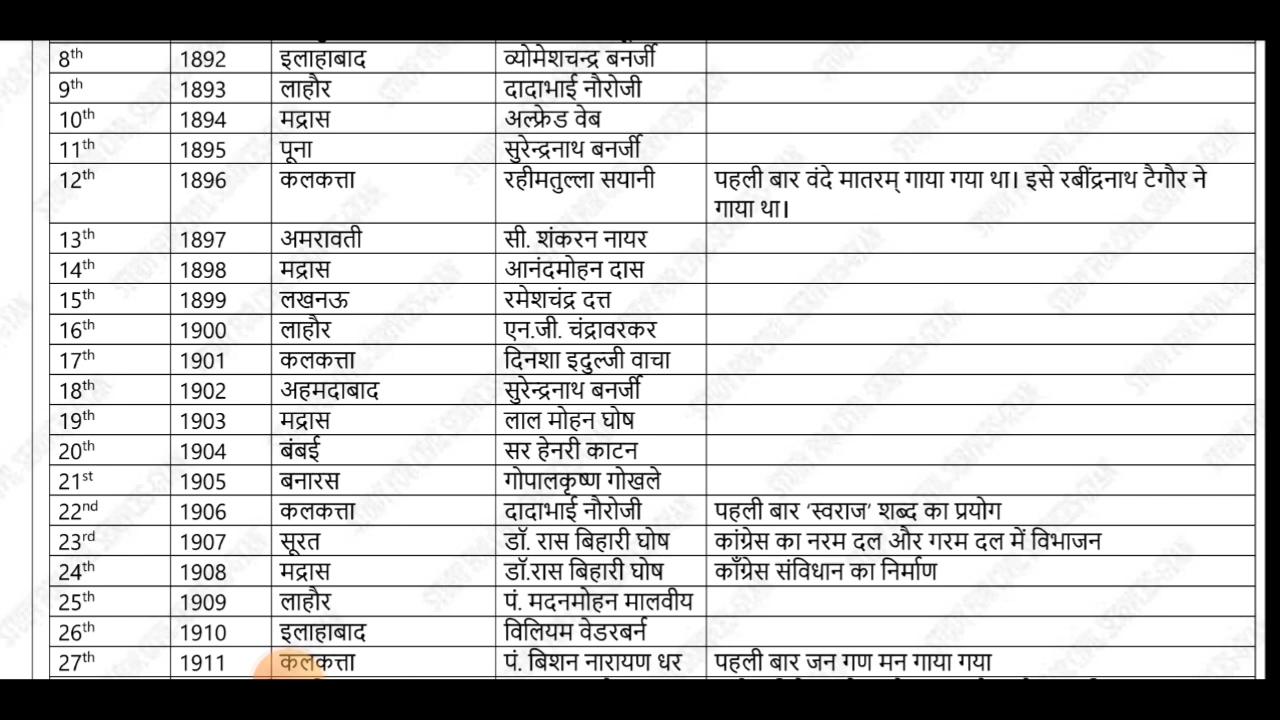 8th 1892 इलाहाबाद व्योमेशचन्द्र बनर्जी
9th 1893 लाहौर दादाभाई नौरोजी
10th 1894 मद्रास अल्फ्रेड वेब
11th 1895 पूना सुरेन्द्रनाथ बनर्जी
12th 1896 कलकत्ता रहीमतुल्ला सयानी पहली बार वंदे मातरम् गाया गया था। इसे रबींद्रनाथ टैगौर ने
गाया था।
13th 1897 अमरावती सी. शंकरन नायर
14th 1898 मद्रास आनंदमोहन दास
15th 1899 लखनऊ रमेशचंद्र दत्त
16th 1900 लाहौर एन.जी. चंद्रावरकर
17th 1901 कलकत्ता दिनशा इदुल्जी वाचा
18th 1902 अहमदाबाद सुरेन्द्रनाथ बनर्जी
19th 1903 मद्रास लाल मोहन घोष
20th 1904 बंबई सर हेनरी काटन
21st 1905 बनारस गोपालकृष्ण गोखले
22nd 1906 कलकत्ता दादाभाई नौरोजी पहली बार ‘स्वराज’ शब्द का प्रयोग
23rd 1907 सूरत डॉ. रास बिहारी घोष कांग्रेस का नरम दल और गरम दल में विभाजन
24th 1908 मद्रास डॉ.रास बिहारी घोष काँग्रेस संविधान का निर्माण
25th 1909 लाहौर पं. मदनमोहन मालवीय
26th 1910 इलाहाबाद विलियम वेडरबर्न
27th 1911 कलकत्ता पं. बिशन नारायण धर पहली बार जन गण मन गाया गया